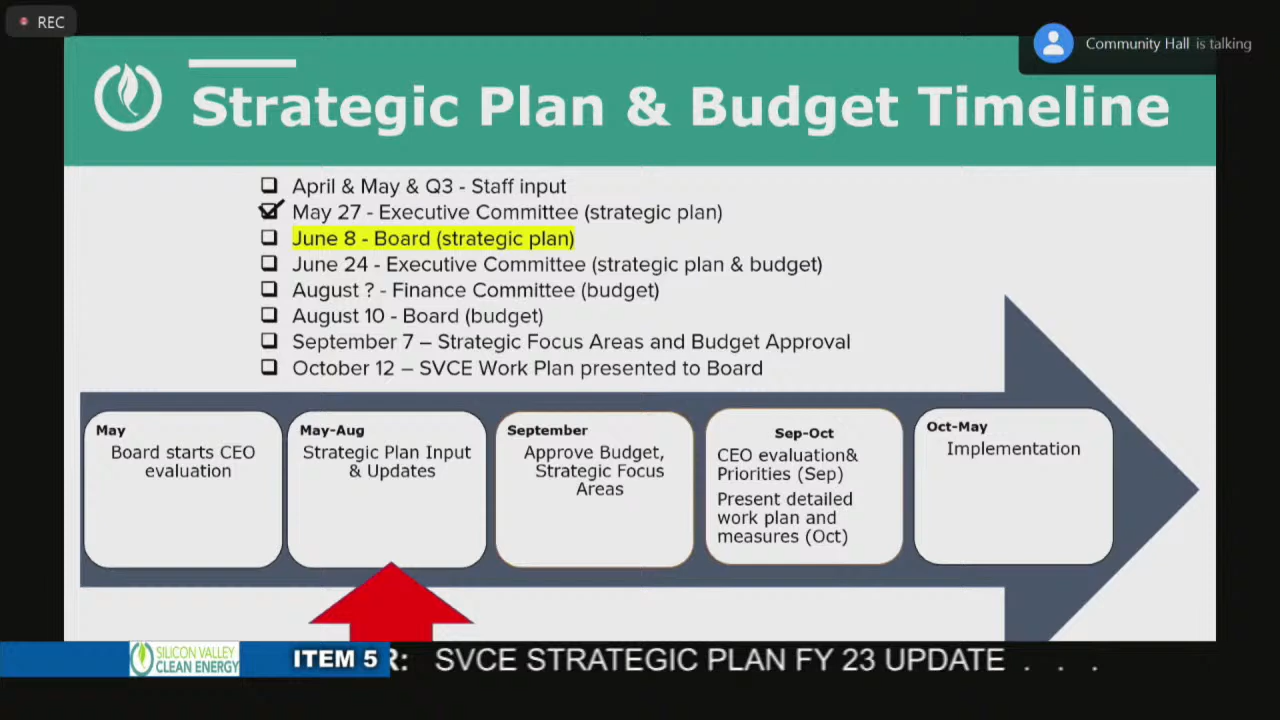 REC
Community Hall is talking
Strategic Plan & Budget Timeline
April & May & Q3 - Staff input
May 27 - Executive Committee (strategic plan)
June 8 - Board (strategic plan)
June 24 - Executive Committee (strategic plan & budget)
August ? - Finance Committee (budget)
August 10 - Board (budget)
September 7 – Strategic Focus Areas and Budget Approval
October 12 – SVCE Work Plan presented to Board
May
Board starts CEO
evaluation
May-Aug
Strategic Plan Input
& Updates
September
Approve Budget,
Strategic Focus
Areas
Sep-Oct
CEO evaluation&
Priorities (Sep)
Present detailed
work plan and
measures (Oct)
Oct-May
Implementation
SILICON VALLEY
CLEAN ENERGY
ITEM 5
R: SVCE STRATEGIC PLAN FY 23 UPDATE . . .